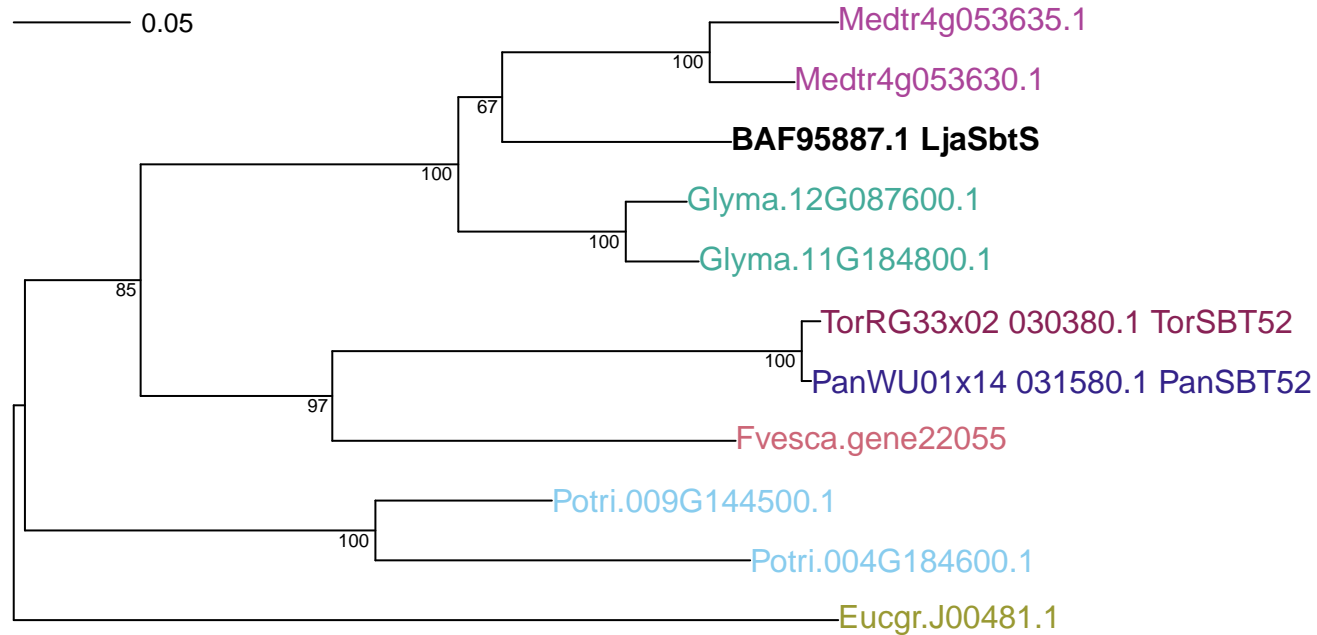 0.05
Medtr4g053635.1
100
Medtr4g053630.1
67
BAF95887.1 LjaSbtS
100
Glyma.12G087600.1
100
Glyma.11G184800.1
85
TorRG33x02 030380.1 TorSBT52
100
PanWU01x14 031580.1 PanSBT52
97
Fvesca.gene22055
Potri.009G144500.1
100
Potri.004G184600.1
Eucgr.J00481.1